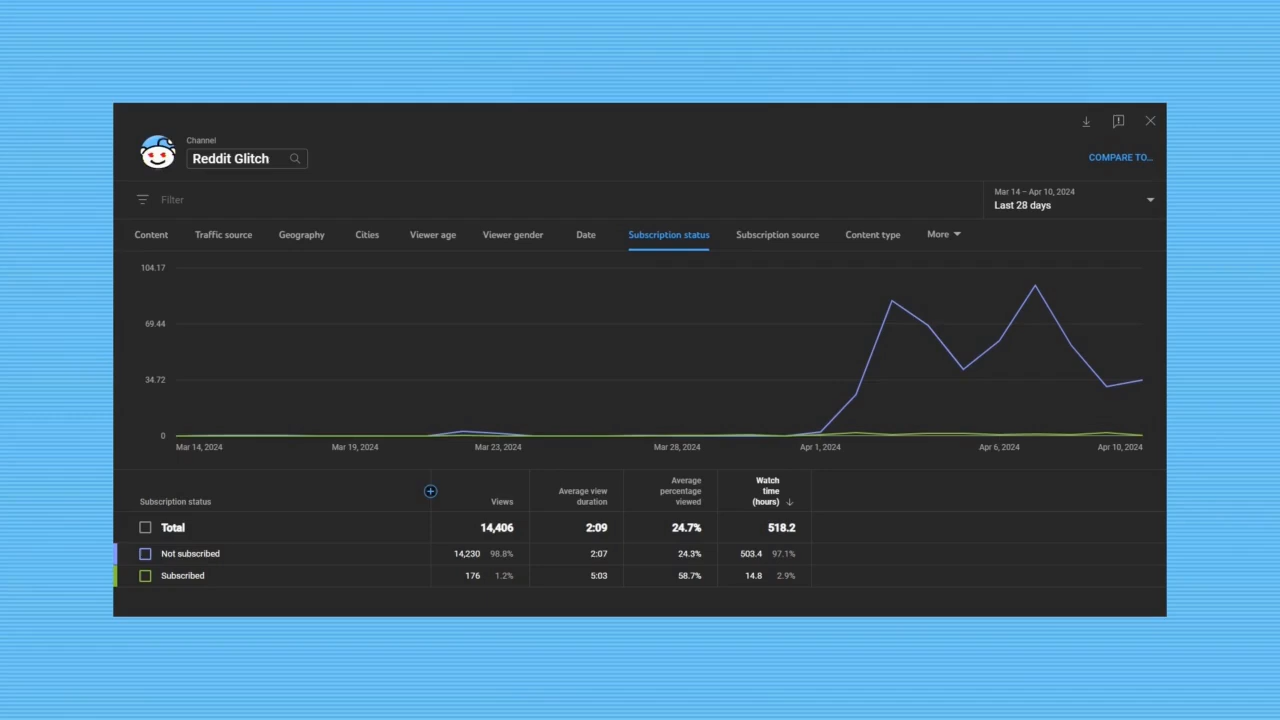 Channel
Reddit Glitch
COMPARE TO...
Filter
Mar 14 – Apr 10, 2024
Last 28 days
Content Traffic source Geography Cities Viewer age Viewer gender Date Subscription status Subscription source Content type More
104.17
69.44
34.72
0
Mar 14, 2024 Mar 19, 2024 Mar 23, 2024 Mar 28, 2024 Apr 1, 2024 Apr 6, 2024 Apr 10, 2024
Subscription status
Views
Average view
duration
Average
percentage
viewed
Watch
time
(hours)
Total 14,406 2:09 24.7% 518.2
Not subscribed 14,230 98.8% 2:07 24.3% 503.4 97.1%
Subscribed 176 1.2% 5:03 58.7% 14.8 2.9%